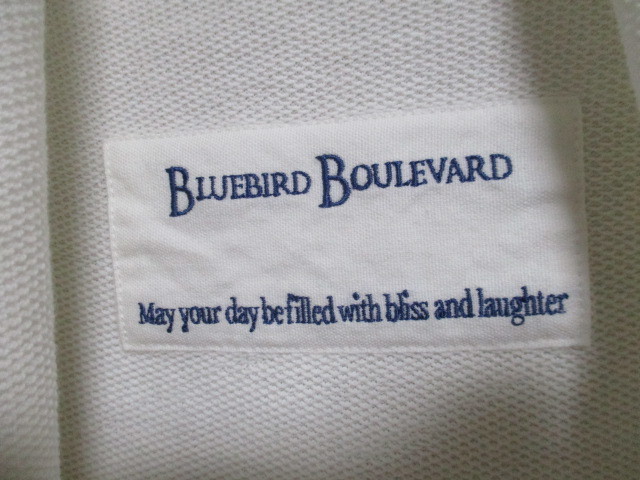 BLUEBIRD BOULEVARD
May your day be filled with bliss and laughter